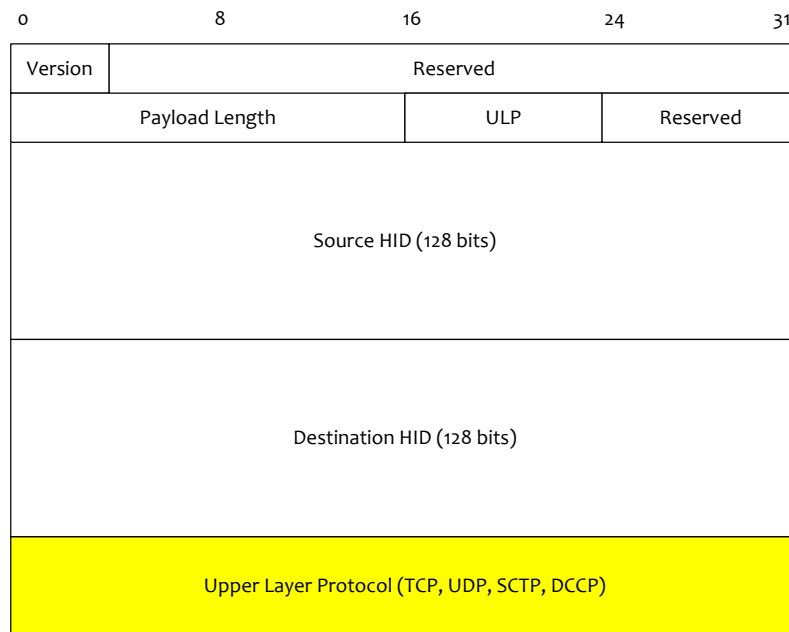 0 8 16 24 31
Version Reserved
Payload Length ULP Reserved
Source HID (128 bits)
Destination HID (128 bits)
Upper Layer Protocol (TCP, UDP, SCTP, DCCP)